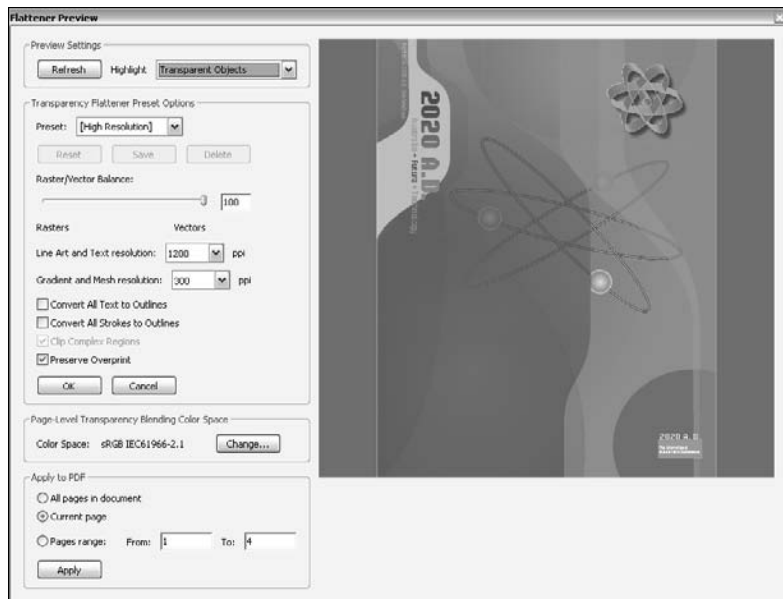 Flattener Preview
Preview Settings
Refresh Highlight Transparent Objects
Transparency Flattener Preset Options
Preset: [High Resolution]
Reset Save Delete
Raster/Vector Balance:
100
Rasters Vectors
Line Art and Text resolution: 1200 ppi
Gradient and Mesh resolution: 300 ppi
Convert All Text to Outlines
Convert All Strokes to Outlines
Clip Complex Regions
Preserve Overprint
OK Cancel
Page-Level Transparency Blending Color Space
Color Space: sRGB IEC61966-2.1 Change...
Apply to PDF
All pages in document
Current page
Pages range: From: 1 To: 4
Apply
2020 A.D.
Future
2020 A.D.